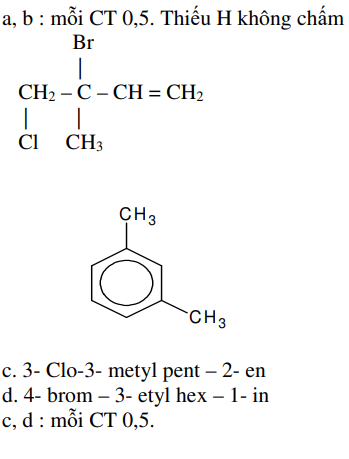 a, b : mỗi CT 0,5. Thiếu H không chấm
Br
|
CH₂ – C – CH = CH₂
| |
Cl CH₃
CH₃
CH₃
c. 3- Clo-3- metyl pent – 2- en
d. 4- brom – 3- etyl hex – 1- in
c, d : mỗi CT 0,5.